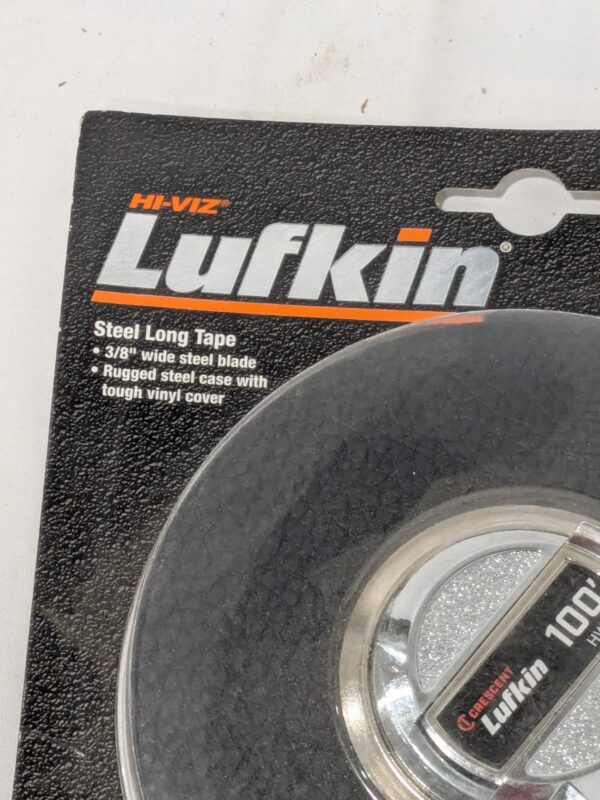 HI-VIZ®
Lufkin®
Steel Long Tape
• 3/8" wide steel blade
• Rugged steel case with
tough vinyl cover
100'
CRESCENT
Lufkin